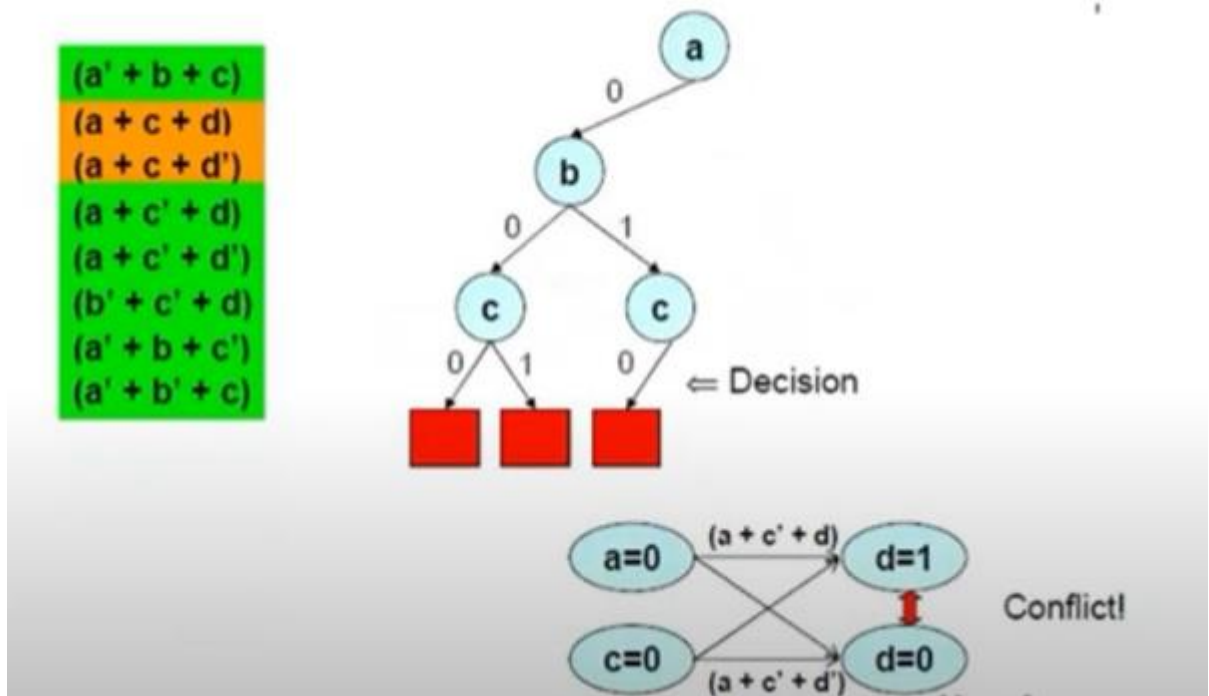 (a' + b + c)
(a + c + d)
(a + c + d')
(a + c' + d)
(a + c' + d')
(b' + c' + d)
(a' + b + c')
(a' + b' + c)
a
0
b
0 1
c c
0 1 0
⇐ Decision
a=0 (a + c' + d) d=1
Conflict!
c=0 (a + c' + d') d=0